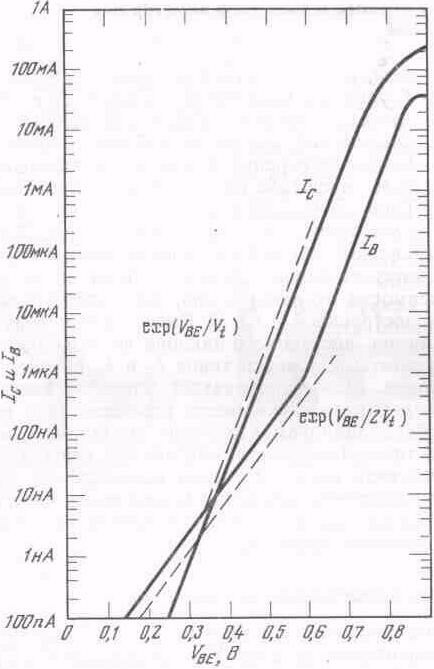 1А
100мА
10мА
1мА
100мкА
10мкА
1мкА
100нА
10нА
1нА
100пА
I_C и I_B
I_C
I_B
exp(V_BE/V_t)
exp(V_BE/2V_t)
0 0,1 0,2 0,3 0,4 0,5 0,6 0,7 0,8
V_BE, В